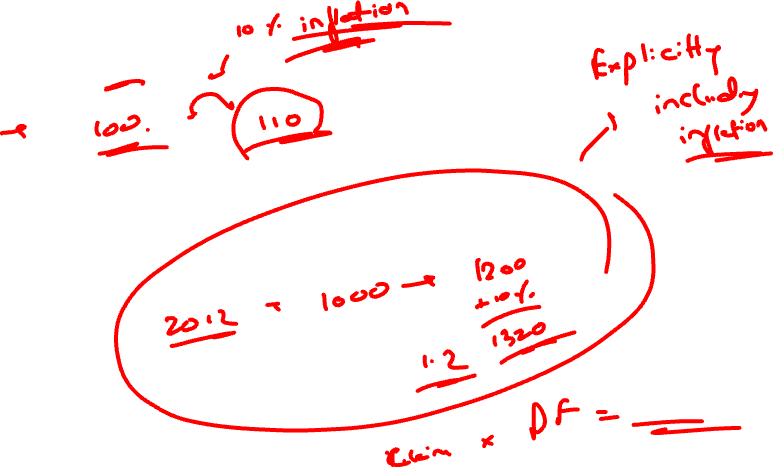 10% inflation
→ 100. 110
Explicitly
including
inflation
2012 → 1000 → 1200
+10%
1.2 1320
Claim × DF =